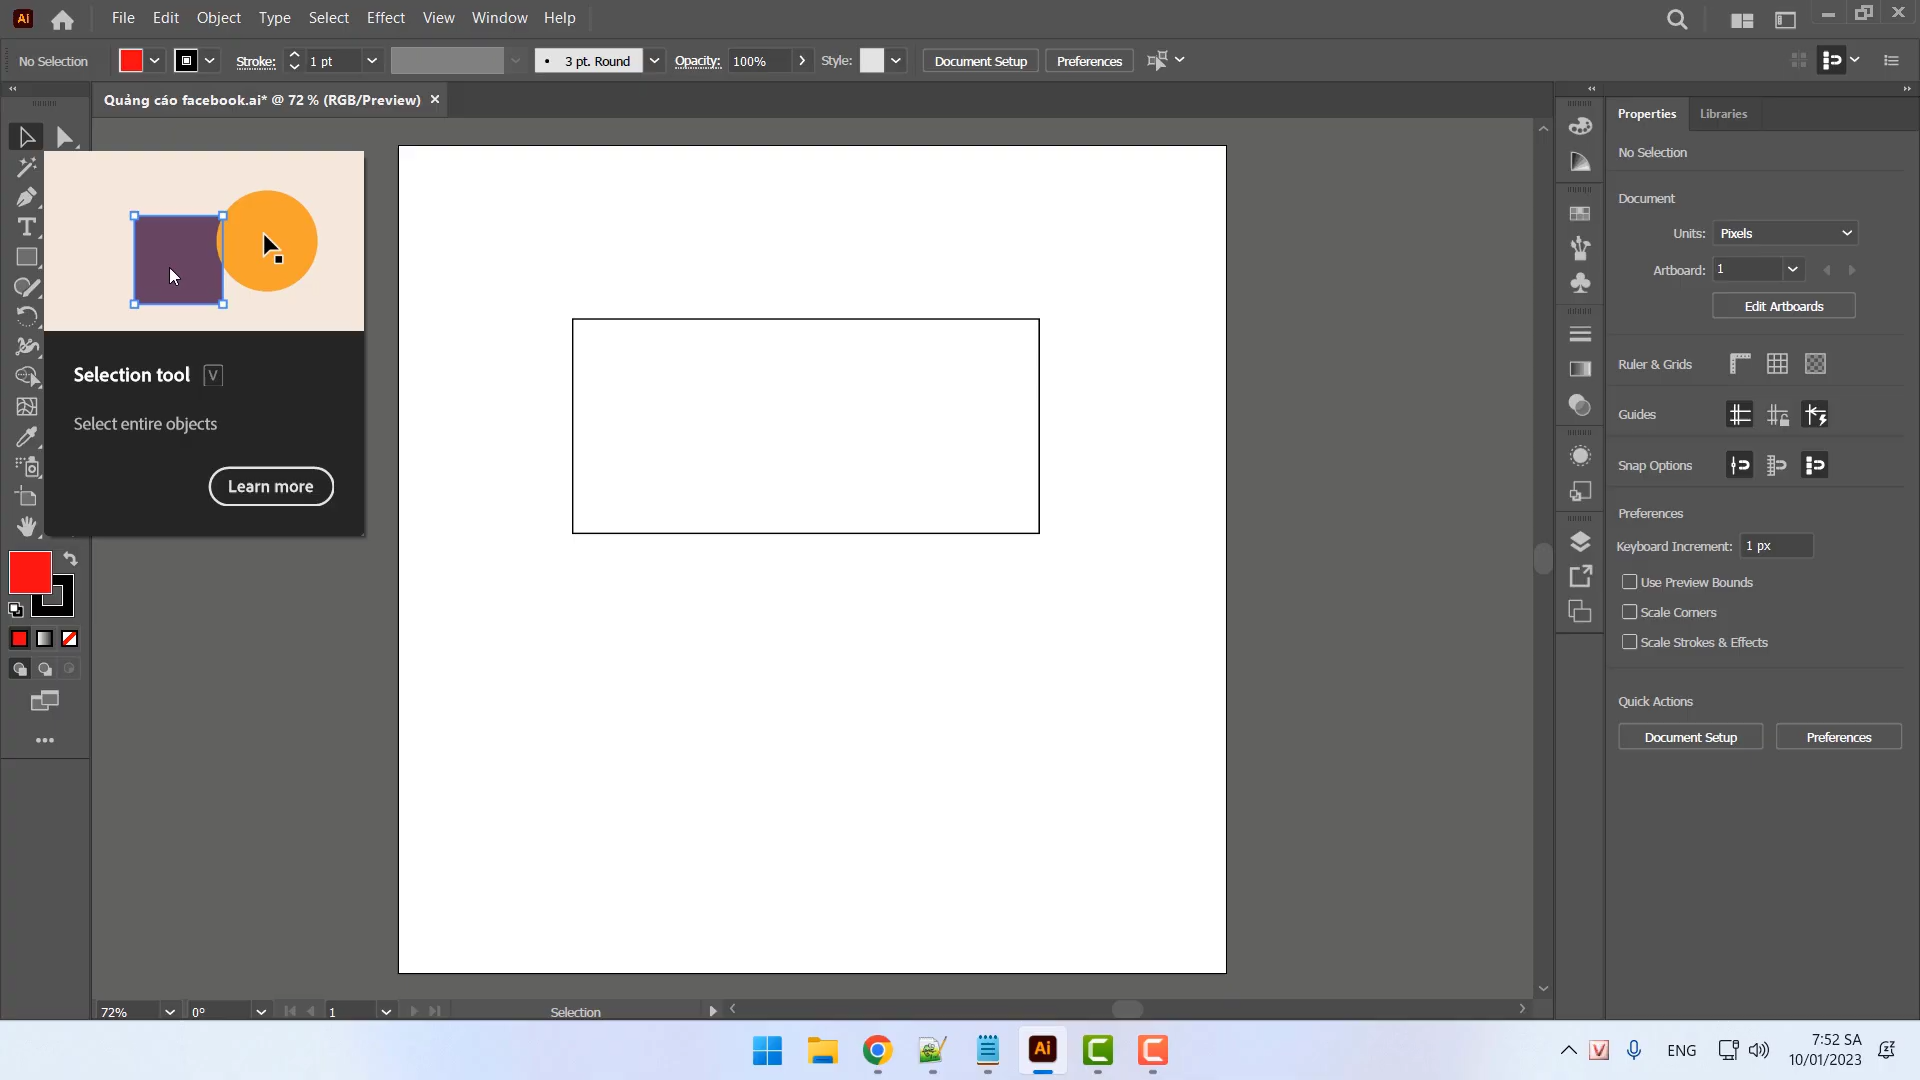 Ai File Edit Object Type Select Effect View Window Help
No Selection Stroke: 1 pt 3 pt. Round Opacity: 100% Style: Document Setup Preferences
Quảng cáo facebook.ai* @ 72 % (RGB/Preview) ×
Properties Libraries
No Selection
Document
Units: Pixels
Artboard: 1
Edit Artboards
Ruler & Grids
Guides
Snap Options
Preferences
Keyboard Increment: 1 px
Use Preview Bounds
Scale Corners
Scale Strokes & Effects
Quick Actions
Document Setup Preferences
Selection tool V
Select entire objects
Learn more
72% 0° 1 Selection
Ai
ENG
7:52 SA
10/01/2023